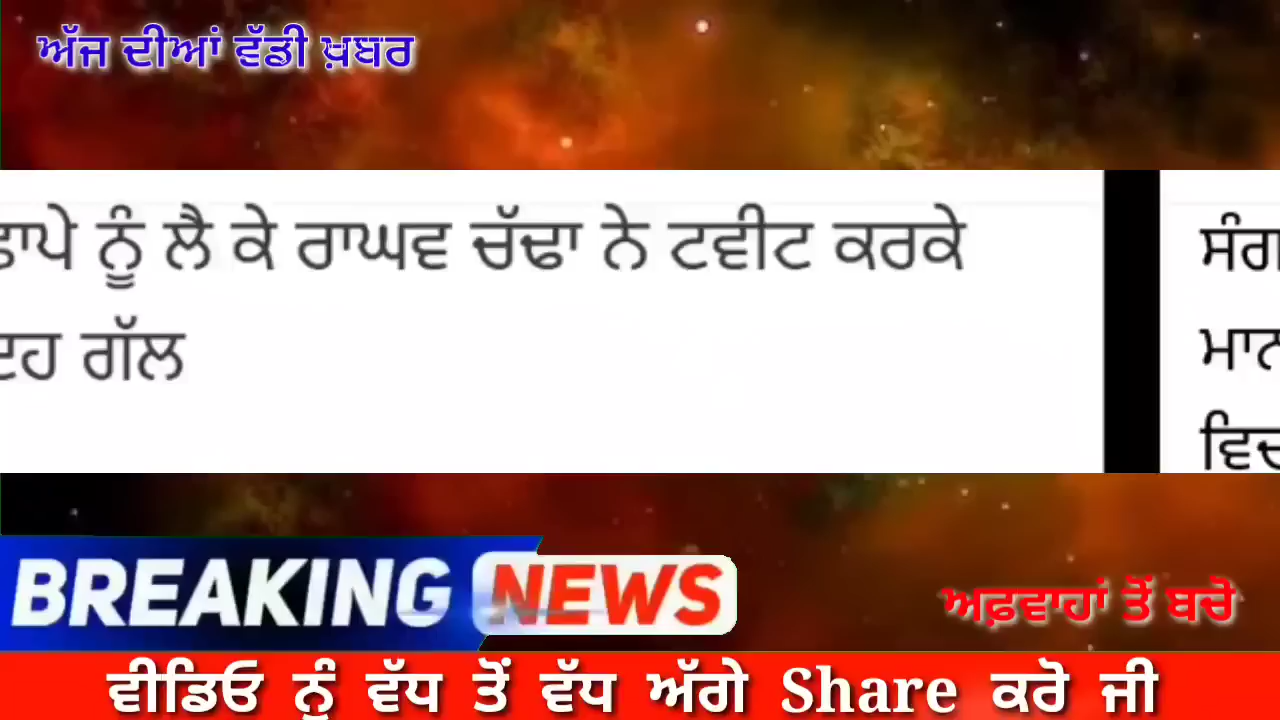 ਅੱਜ ਦੀਆਂ ਵੱਡੀ ਖ਼ਬਰ
ਨੂੰ ਲੈ ਕੇ ਰਾਘਵ ਚੱਢਾ ਨੇ ਟਵੀਟ ਕਰਕੇ
ਗੱਲ
BREAKING NEWS
ਅਫ਼ਵਾਹਾਂ ਤੋਂ ਬਚੋ
ਵੀਡਿਓ ਨੂੰ ਵੱਧ ਤੋਂ ਵੱਧ ਅੱਗੇ Share ਕਰੋ ਜੀ